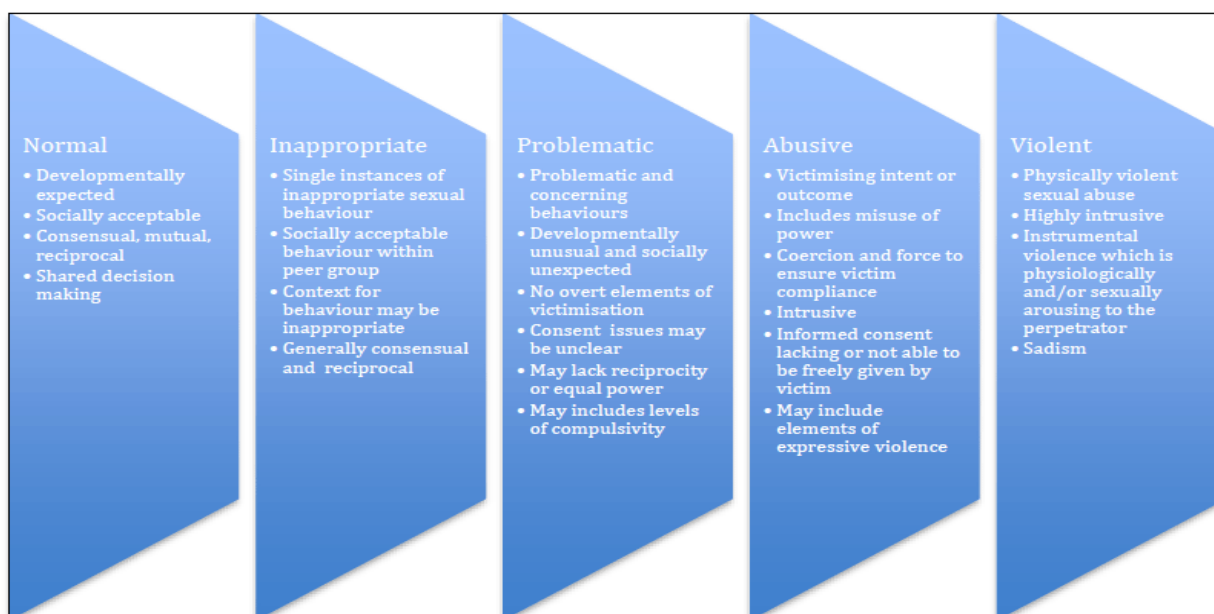 Normal
• Developmentally
expected
• Socially acceptable
• Consensual, mutual,
reciprocal
• Shared decision
making
Inappropriate
• Single instances of
inappropriate sexual
behaviour
• Socially acceptable
behaviour within
peer group
• Context for
behaviour may be
inappropriate
• Generally consensual
and reciprocal
Problematic
• Problematic and
concerning
behaviours
• Developmentally
unusual and socially
unexpected
• No overt elements of
victimisation
• Consent issues may
be unclear
• May lack reciprocity
or equal power
• May includes levels
of compulsivity
Abusive
• Victimising intent or
outcome
• Includes misuse of
power
• Coercion and force to
ensure victim
compliance
• Intrusive
• Informed consent
lacking or not able to
be freely given by
victim
• May include
elements of
expressive violence
Violent
• Physically violent
sexual abuse
• Highly intrusive
• Instrumental
violence which is
physiologically
and/or sexually
arousing to the
perpetrator
• Sadism